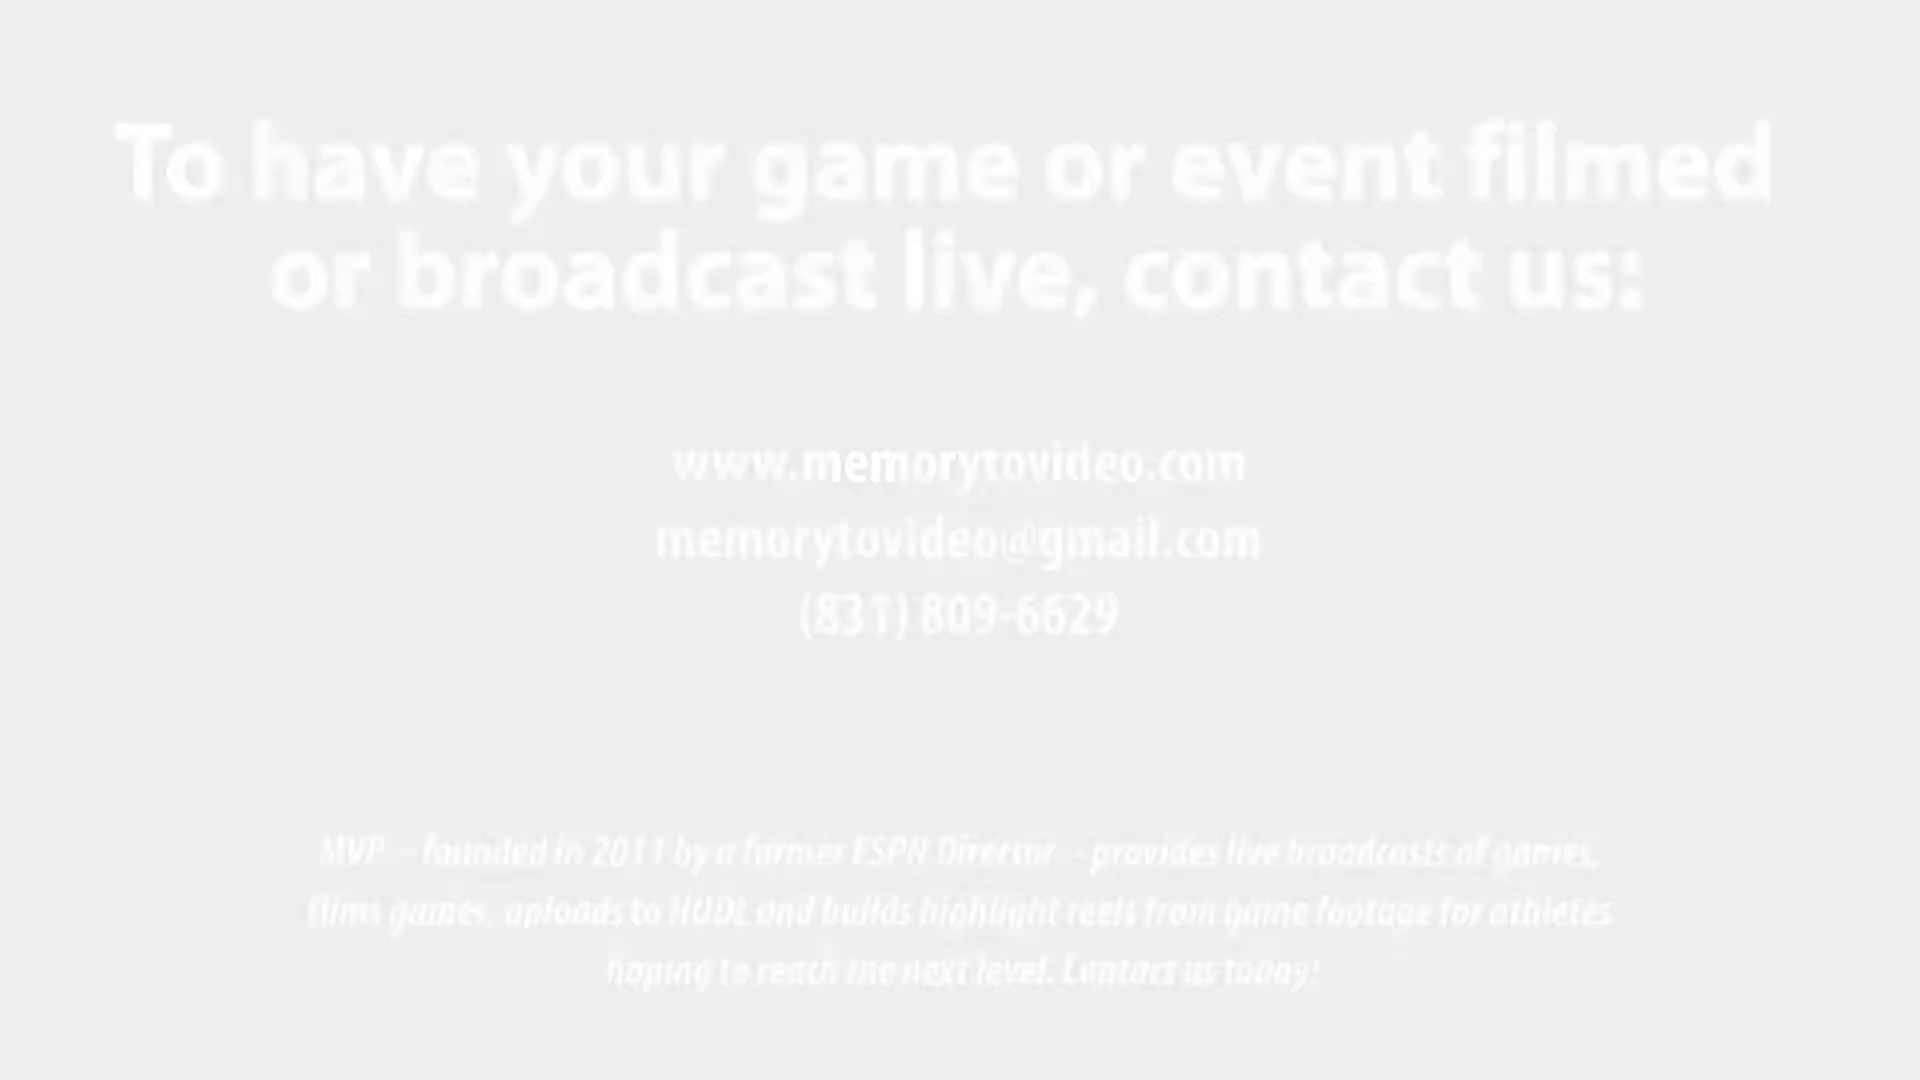 To have your game or event filmed
or broadcast live, contact us:
www.memorytovideo.com
memorytovideo@gmail.com
(831) 809-6629
MVP - founded in 2011 by a former ESPN Director - provides live broadcasts of games,
films games, uploads to HUDL and builds highlight reels from game footage for athletes
hoping to reach the next level. Contact us today!